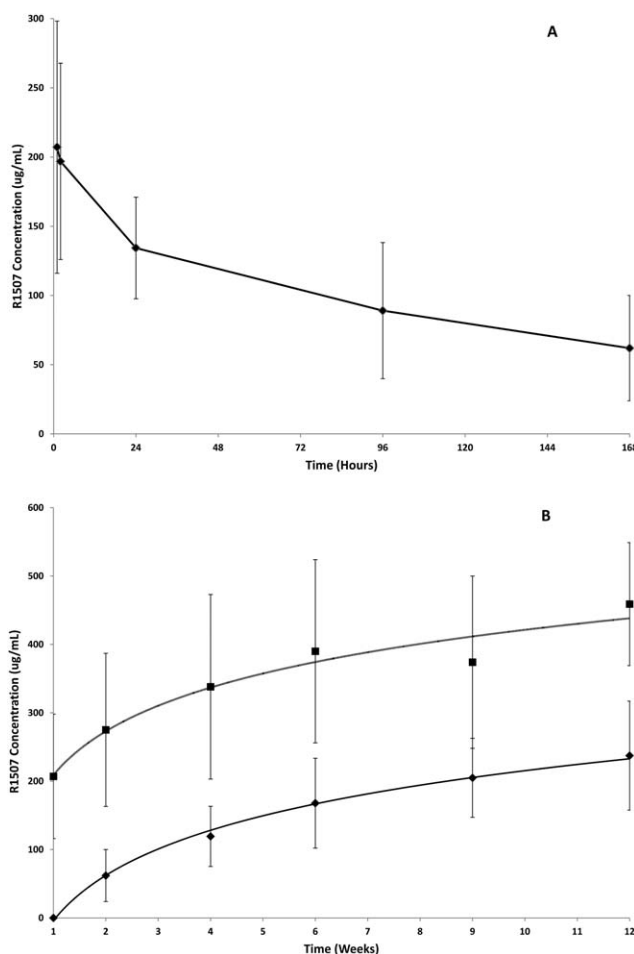 A
R1507 Concentration (ug/mL)
300
250
200
150
100
50
0
0 24 48 72 96 120 144 168
Time (Hours)
B
R1507 Concentration (ug/mL)
600
500
400
300
200
100
0
1 2 3 4 5 6 7 8 9 10 11 12
Time (Weeks)